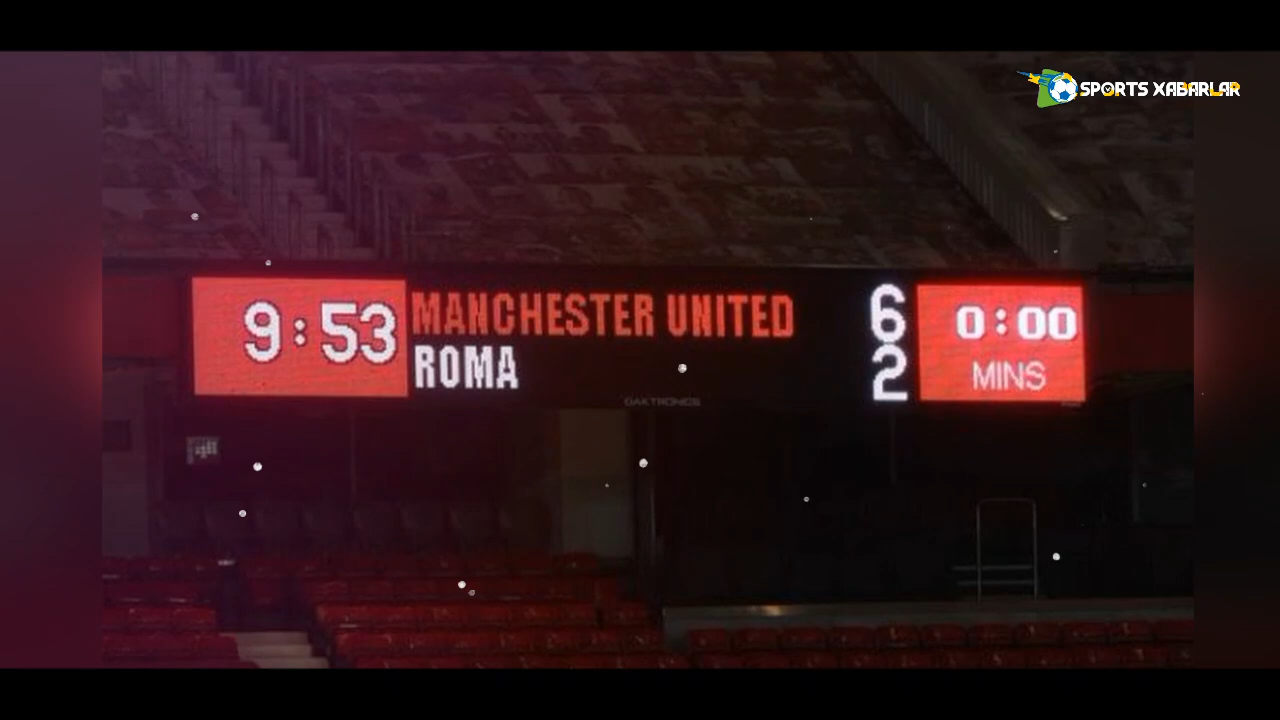 SPORTS XABARLAR
9:53
MANCHESTER UNITED 6
ROMA 2
0:00
MINS
DAKTRONICS